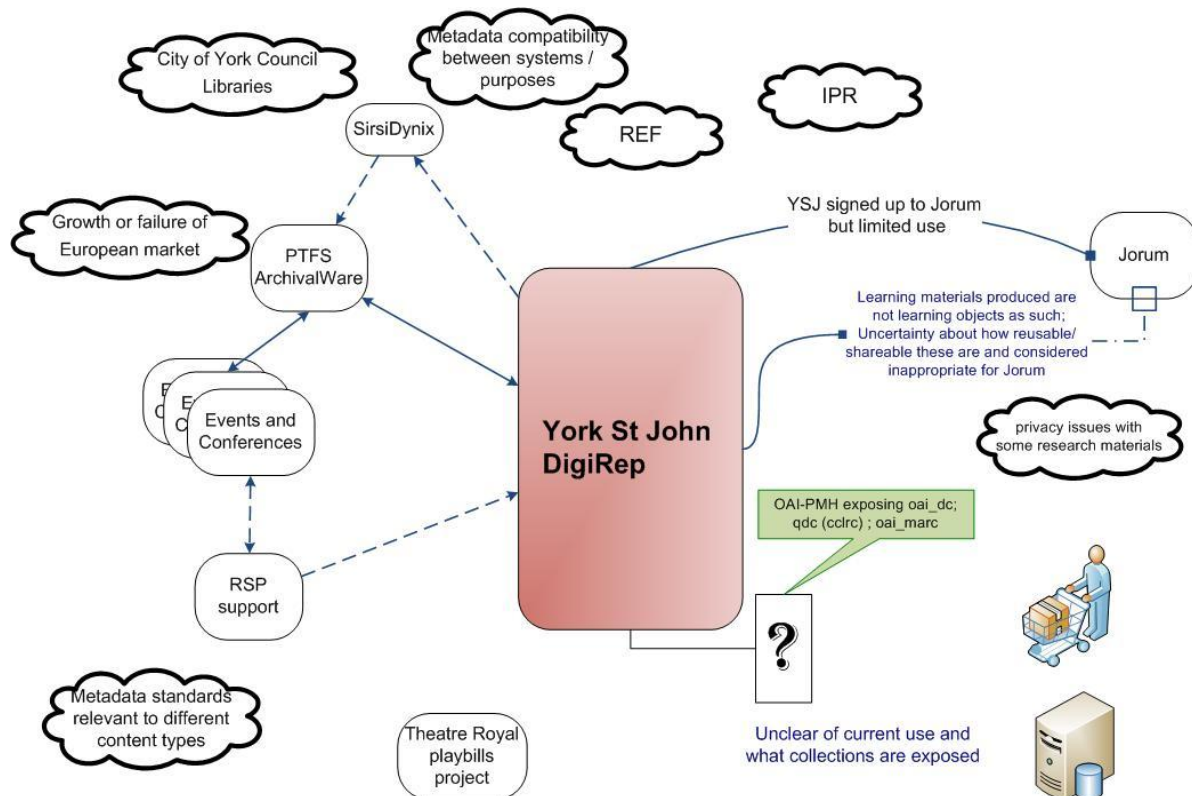 City of York Council
Libraries
Metadata compatibility
between systems /
purposes
IPR
SirsiDynix
REF
Growth or failure of
European market
PTFS
ArchivalWare
YSJ signed up to Jorum
but limited use
Jorum
Learning materials produced are
not learning objects as such;
Uncertainty about how reusable/
shareable these are and considered
inappropriate for Jorum
Events and
Conferences
York St John
DigiRep
privacy issues with
some research materials
OAI-PMH exposing oai_dc;
qdc (cclrc) ; oai_marc
RSP
support
?
Metadata standards
relevant to different
content types
Theatre Royal
playbills
project
Unclear of current use and
what collections are exposed